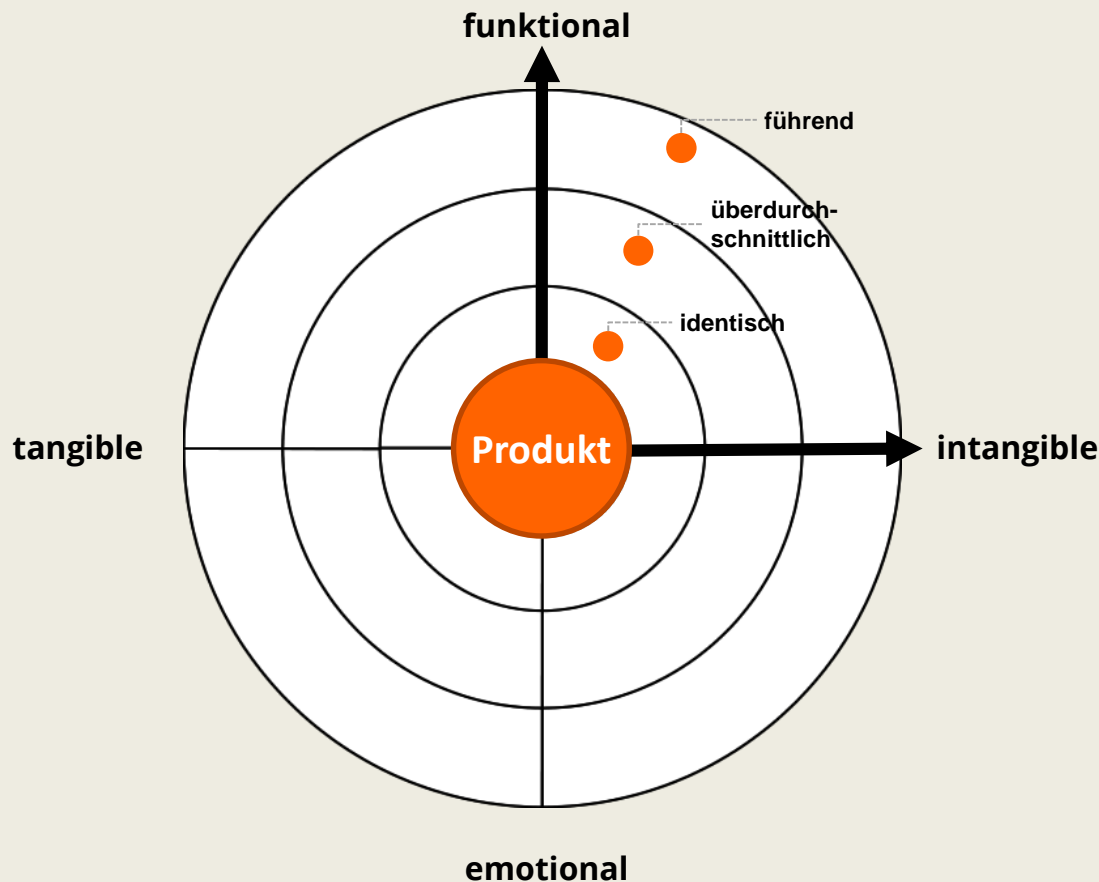 funktional
führend
überdurch-
schnittlich
identisch
tangible
Produkt
intangible
emotional